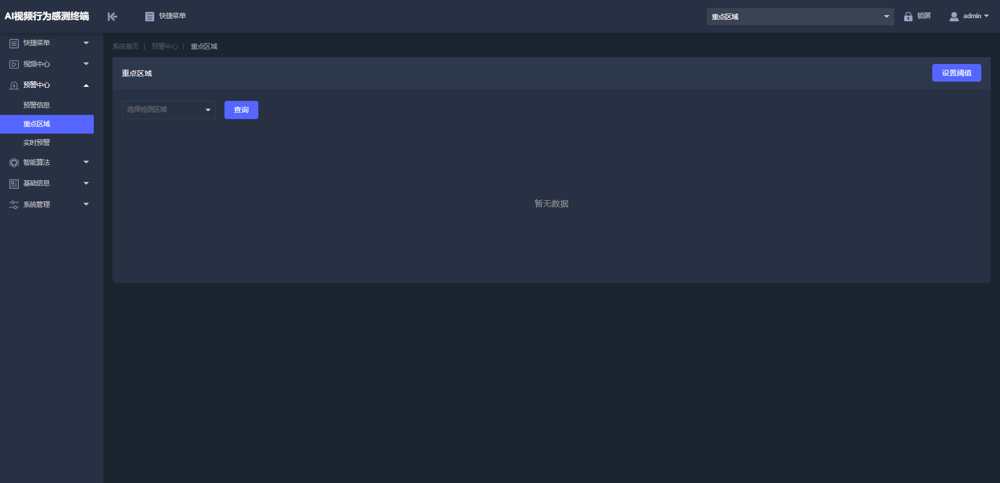 AI视频行为感测终端
快捷菜单
重点区域
锁屏
admin
快捷菜单
视频中心
预警中心
预警信息
重点区域
实时预警
智能算法
基础信息
系统管理
系统首页 | 预警中心 | 重点区域
重点区域
设置阈值
选择检测区域
查询
暂无数据